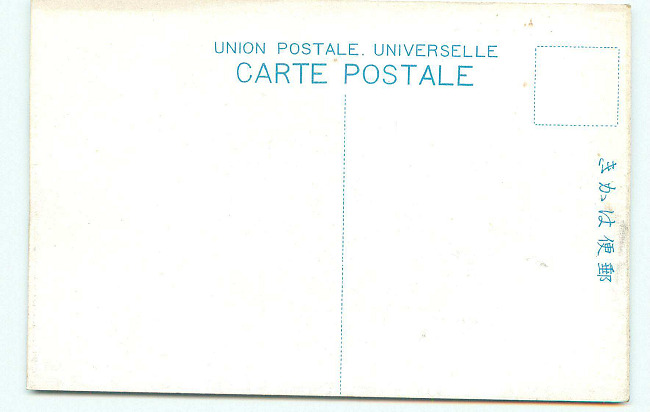 UNION POSTALE. UNIVERSELLE
CARTE POSTALE
郵便はかき